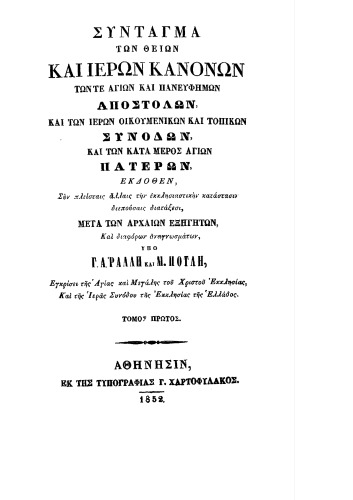 ΣΥΝΤΑΓΜΑ
ΤΩΝ ΘΕΙΩΝ
ΚΑΙ ΙΕΡΩΝ ΚΑΝΟΝΩΝ
ΤΩΝ ΤΕ ΑΓΙΩΝ ΚΑΙ ΠΑΝΕΥΦΗΜΩΝ
ΑΠΟΣΤΟΛΩΝ,
ΚΑΙ ΤΩΝ ΙΕΡΩΝ ΟΙΚΟΥΜΕΝΙΚΩΝ ΚΑΙ ΤΟΠΙΚΩΝ
ΣΥΝΟΔΩΝ,
ΚΑΙ ΤΩΝ ΚΑΤΑ ΜΕΡΟΣ ΑΓΙΩΝ
ΠΑΤΕΡΩΝ,
ΕΚΔΟΘΕΝ,
Σὺν πλείσταις ἄλλαις τὴν ἐκκλησιαστικὴν κατάστασιν
διεπούσαις διατάξεσι,
ΜΕΤΑ ΤΩΝ ΑΡΧΑΙΩΝ ΕΞΗΓΗΤΩΝ,
Καὶ διαφόρων ἀναγνωσμάτων,
ΥΠΟ
Γ. Α. ΡΑΛΛΗ ΚΑΙ Μ. ΠΟΤΛΗ,
Ἐγκρίσει τῆς Ἁγίας καὶ Μεγάλης τοῦ Χριστοῦ Ἐκκλησίας,
Καὶ τῆς Ἱερᾶς Συνόδου τῆς Ἐκκλησίας τῆς Ἑλλάδος.
ΤΟΜΟΣ ΠΡΩΤΟΣ.
ΑΘΗΝΗΣΙΝ,
ΕΚ ΤΗΣ ΤΥΠΟΓΡΑΦΙΑΣ Γ. ΧΑΡΤΟΦΥΛΑΚΟΣ.
1852.